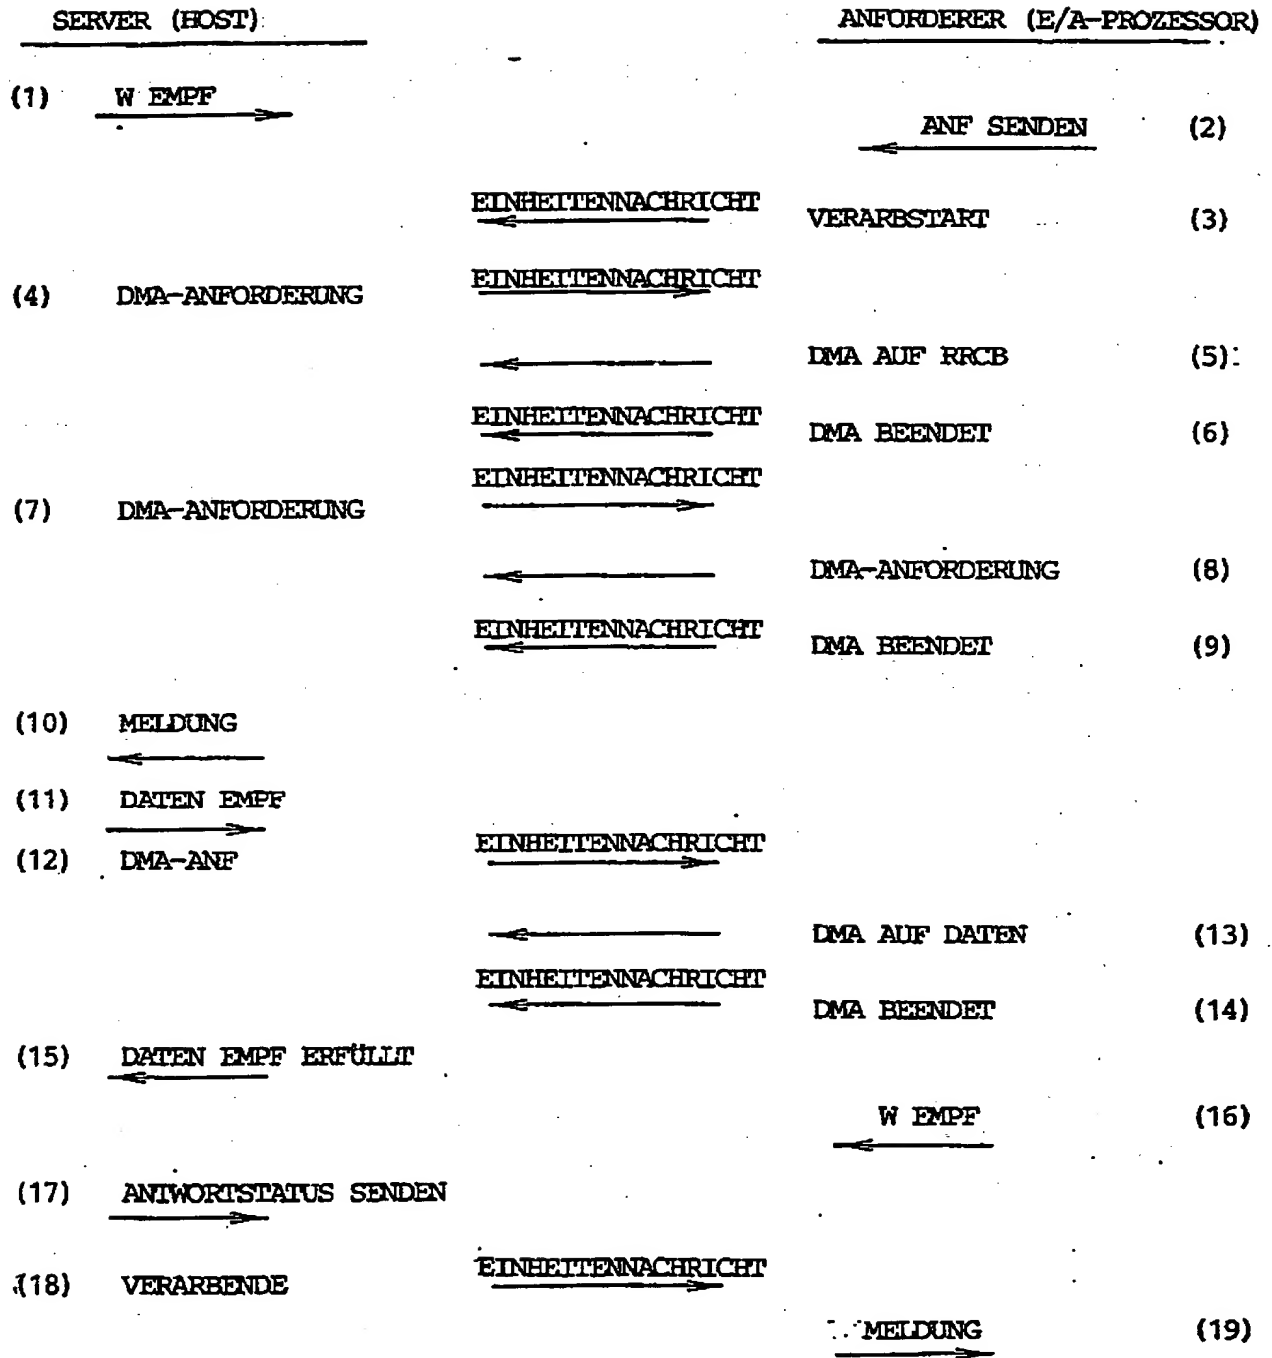 SERVER (HOST) ANFORDERER (E/A-PROZESSOR)
(1) W EMPF
ANF SENDEN (2)
EINHEITENNACHRICHT VERARBSTART (3)
(4) DMA-ANFORDERUNG EINHEITENNACHRICHT
DMA AUF RRCB (5)
EINHEITENNACHRICHT DMA BEENDET (6)
(7) DMA-ANFORDERUNG EINHEITENNACHRICHT
DMA-ANFORDERUNG (8)
EINHEITENNACHRICHT DMA BEENDET (9)
(10) MELDUNG
(11) DATEN EMPF
(12) DMA-ANF EINHEITENNACHRICHT
DMA AUF DATEN (13)
EINHEITENNACHRICHT DMA BEENDET (14)
(15) DATEN EMPF ERFÜLLT
W EMPF (16)
(17) ANTWORTSTATUS SENDEN
(18) VERARBENDE EINHEITENNACHRICHT
MELDUNG (19)